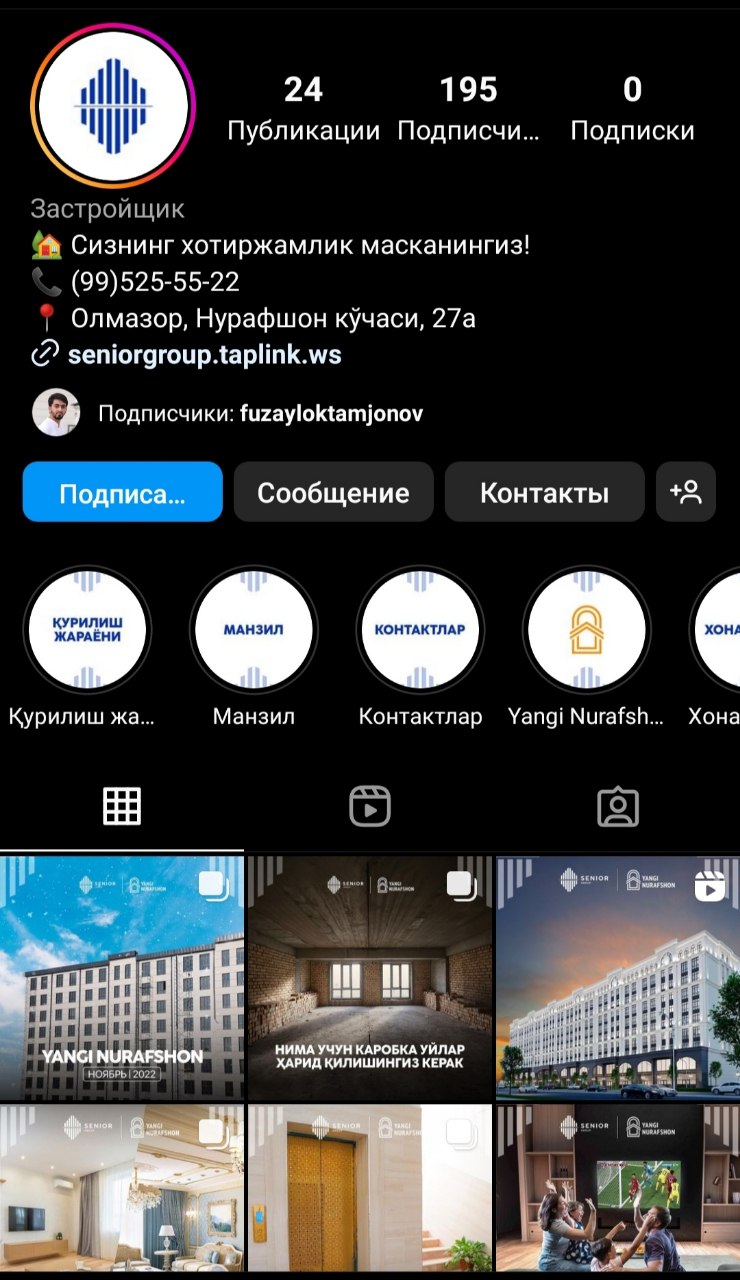 24
195
0
Публикации
Подписчи...
Подписки
Застройщик
Сизнинг хотиржамлик масканингиз!
(99)525-55-22
Олмазор, Нурафшон кўчаси, 27а
seniorgroup.taplink.ws
Подписчики: fuzayloktamjonov
Подписа...
Сообщение
Контакты
ҚУРИЛИШ
ЖАРАЁНИ
МАНЗИЛ
КОНТАКТЛАР
ХОНА
Қурилиш жа...
Манзил
Контактлар
Yangi Nurafsh...
Хона
SENIOR
YANGI
NURAFSHON
YANGI NURAFSHON
НОЯБРЬ | 2022
SENIOR
YANGI
NURAFSHON
НИМА УЧУН КАРОБКА УЙЛАР
ҲАРИД ҚИЛИШИНГИЗ КЕРАК
SENIOR
YANGI
NURAFSHON
SENIOR
YANGI
NURAFSHON
SENIOR
YANGI
NURAFSHON
SENIOR
YANGI
NURAFSHON